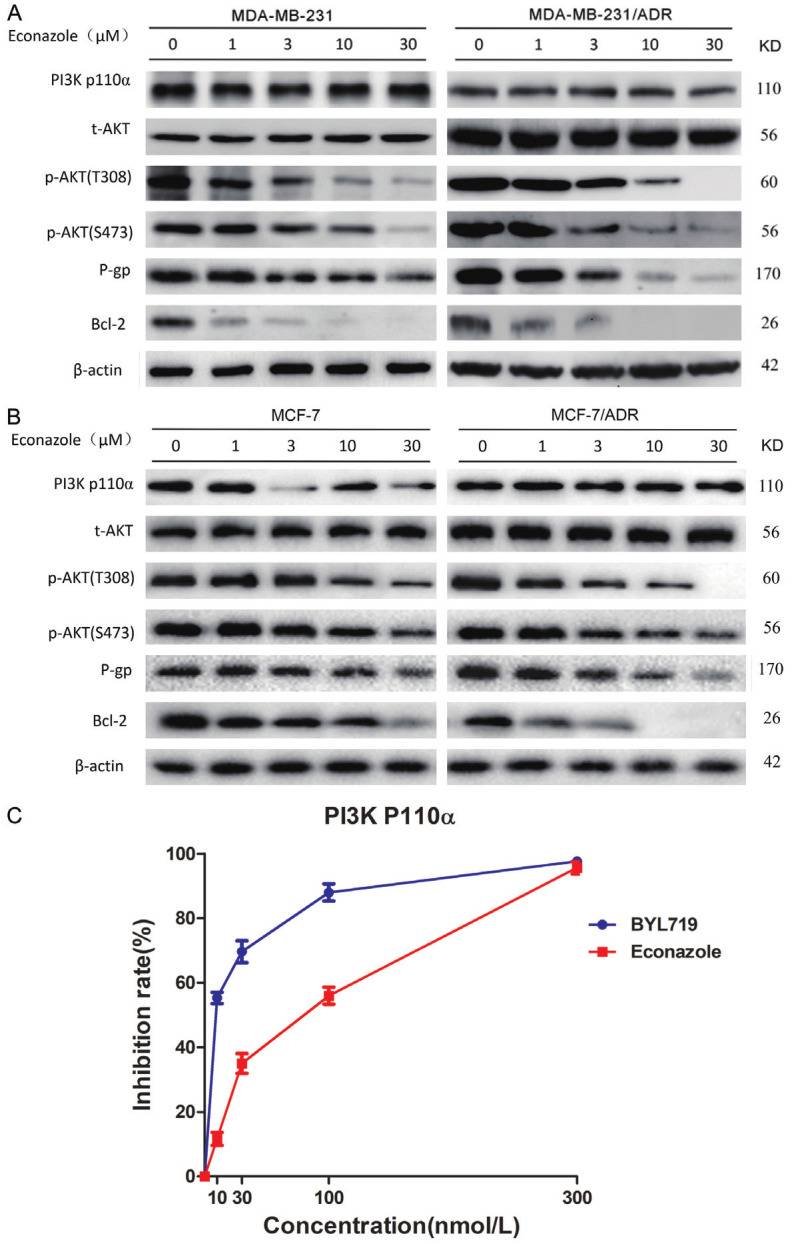 A
MDA-MB-231 MDA-MB-231/ADR
Econazole (μM) 0 1 3 10 30 0 1 3 10 30 KD
PI3K p110α 110
t-AKT 56
p-AKT(T308) 60
p-AKT(S473) 56
P-gp 170
Bcl-2 26
β-actin 42
B
MCF-7 MCF-7/ADR
Econazole (μM) 0 1 3 10 30 0 1 3 10 30 KD
PI3K p110α 110
t-AKT 56
p-AKT(T308) 60
p-AKT(S473) 56
P-gp 170
Bcl-2 26
β-actin 42
C
PI3K P110α
100
80
60
40
20
0
Inhibition rate(%)
BYL719
Econazole
10 30 100 300
Concentration(nmol/L)